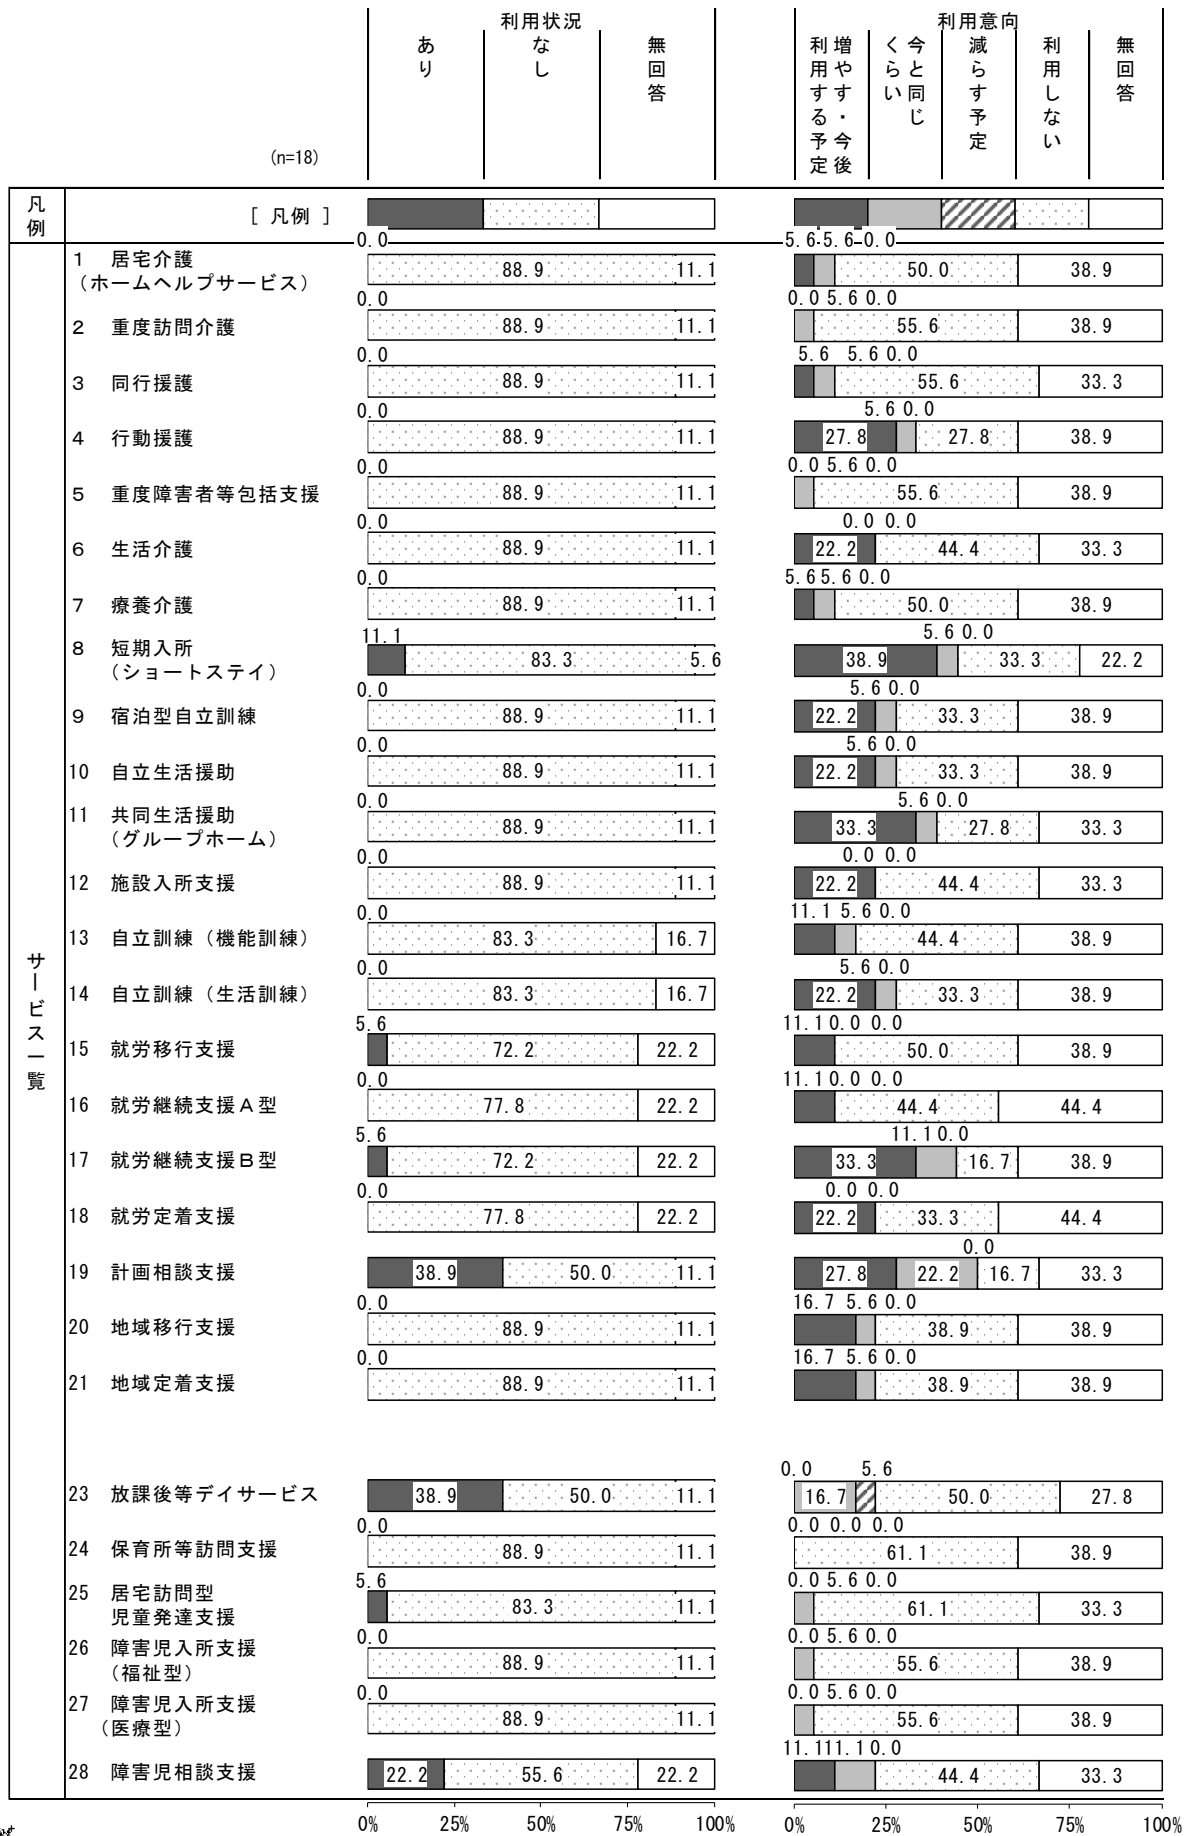 利用状況
利用意向
あり
なし
無回答
増やす・今後利用する予定
今と同じくらい
減らす予定
利用しない
無回答
(n=18)
凡例
[ 凡例 ]
サービス一覧
0.0 5.6 5.6 0.0
1 居宅介護
（ホームヘルプサービス）
88.9 11.1 50.0 38.9
0.0 0.0 5.6 0.0
2 重度訪問介護 88.9 11.1 55.6 38.9
0.0 5.6 5.6 0.0
3 同行援護 88.9 11.1 55.6 33.3
0.0 5.6 0.0
4 行動援護 88.9 11.1 27.8 27.8 38.9
0.0 0.0 5.6 0.0
5 重度障害者等包括支援 88.9 11.1 55.6 38.9
0.0 0.0 0.0
6 生活介護 88.9 11.1 22.2 44.4 33.3
0.0 5.6 5.6 0.0
7 療養介護 88.9 11.1 50.0 38.9
11.1 5.6 0.0
8 短期入所
（ショートステイ）
83.3 5.6 38.9 33.3 22.2
0.0 5.6 0.0
9 宿泊型自立訓練 88.9 11.1 22.2 33.3 38.9
0.0 5.6 0.0
10 自立生活援助 88.9 11.1 22.2 33.3 38.9
0.0 5.6 0.0
11 共同生活援助
（グループホーム）
88.9 11.1 33.3 27.8 33.3
0.0 0.0 0.0
12 施設入所支援 88.9 11.1 22.2 44.4 33.3
0.0 11.1 5.6 0.0
13 自立訓練（機能訓練） 83.3 16.7 44.4 38.9
0.0 5.6 0.0
14 自立訓練（生活訓練） 83.3 16.7 22.2 33.3 38.9
5.6 11.1 0.0 0.0
15 就労移行支援 72.2 22.2 50.0 38.9
0.0 11.1 0.0 0.0
16 就労継続支援Ａ型 77.8 22.2 44.4 44.4
5.6 11.1 0.0
17 就労継続支援Ｂ型 72.2 22.2 33.3 16.7 38.9
0.0 0.0 0.0
18 就労定着支援 77.8 22.2 22.2 33.3 44.4
0.0
19 計画相談支援 38.9 50.0 11.1 27.8 22.2 16.7 33.3
0.0 16.7 5.6 0.0
20 地域移行支援 88.9 11.1 38.9 38.9
0.0 16.7 5.6 0.0
21 地域定着支援 88.9 11.1 38.9 38.9
0.0 5.6
23 放課後等デイサービス 38.9 50.0 11.1 16.7 50.0 27.8
0.0 0.0 0.0 0.0
24 保育所等訪問支援 88.9 11.1 61.1 38.9
5.6 0.0 5.6 0.0
25 居宅訪問型
児童発達支援
83.3 11.1 61.1 33.3
0.0 0.0 5.6 0.0
26 障害児入所支援
（福祉型）
88.9 11.1 55.6 38.9
0.0 0.0 5.6 0.0
27 障害児入所支援
（医療型）
88.9 11.1 55.6 38.9
11.1 11.1 0.0
28 障害児相談支援 22.2 55.6 22.2 44.4 33.3
0% 25% 50% 75% 100% 0% 25% 50% 75% 100%